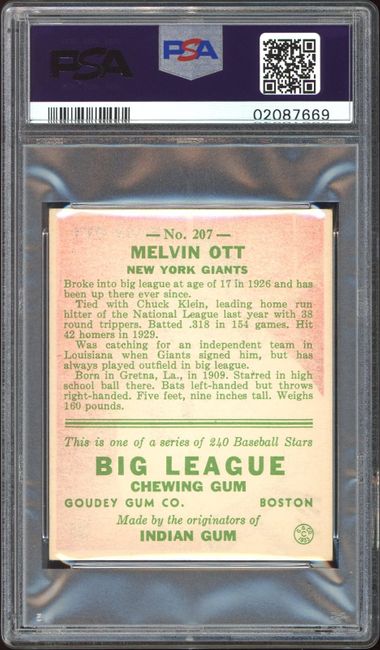 PSA
PSA
02087669
— No. 207 —
MELVIN OTT
NEW YORK GIANTS
Broke into big league at age of 17 in 1926 and has
been up there ever since.
Tied with Chuck Klein, leading home run
hitter of the National League last year with 38
round trippers. Batted .318 in 154 games. Hit
42 homers in 1929.
Was catching for an independent team in
Louisiana when Giants signed him, but has
always played outfield in big league.
Born in Gretna, La., in 1909. Starred in high
school ball there. Bats left-handed but throws
right-handed. Five feet, nine inches tall. Weighs
160 pounds.
This is one of a series of 240 Baseball Stars
BIG LEAGUE
CHEWING GUM
GOUDEY GUM CO. BOSTON
Made by the originators of
INDIAN GUM